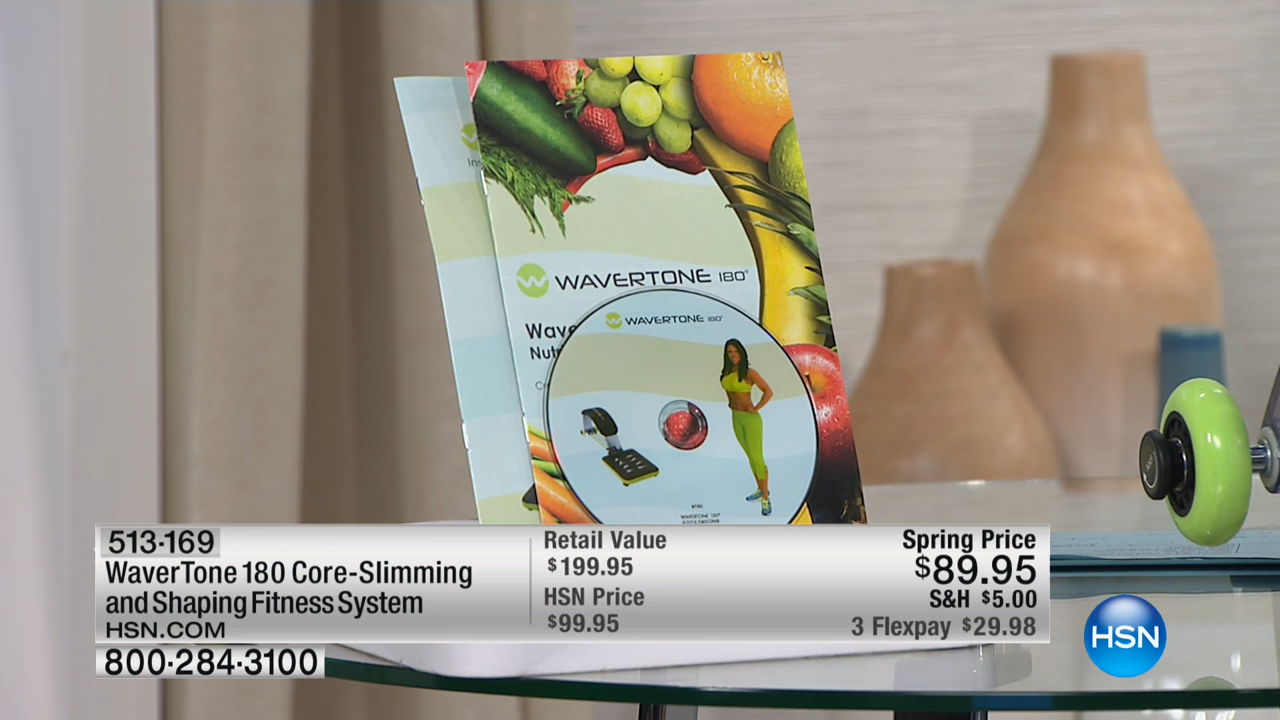 WAVERTONE 180°
Nut
WAVERTONE 180°
513-169
WaverTone 180 Core-Slimming
and Shaping Fitness System
HSN.COM
800-284-3100
Retail Value
$199.95
HSN Price
$99.95
Spring Price
$89.95
S&H $5.00
3 Flexpay $29.98
HSN